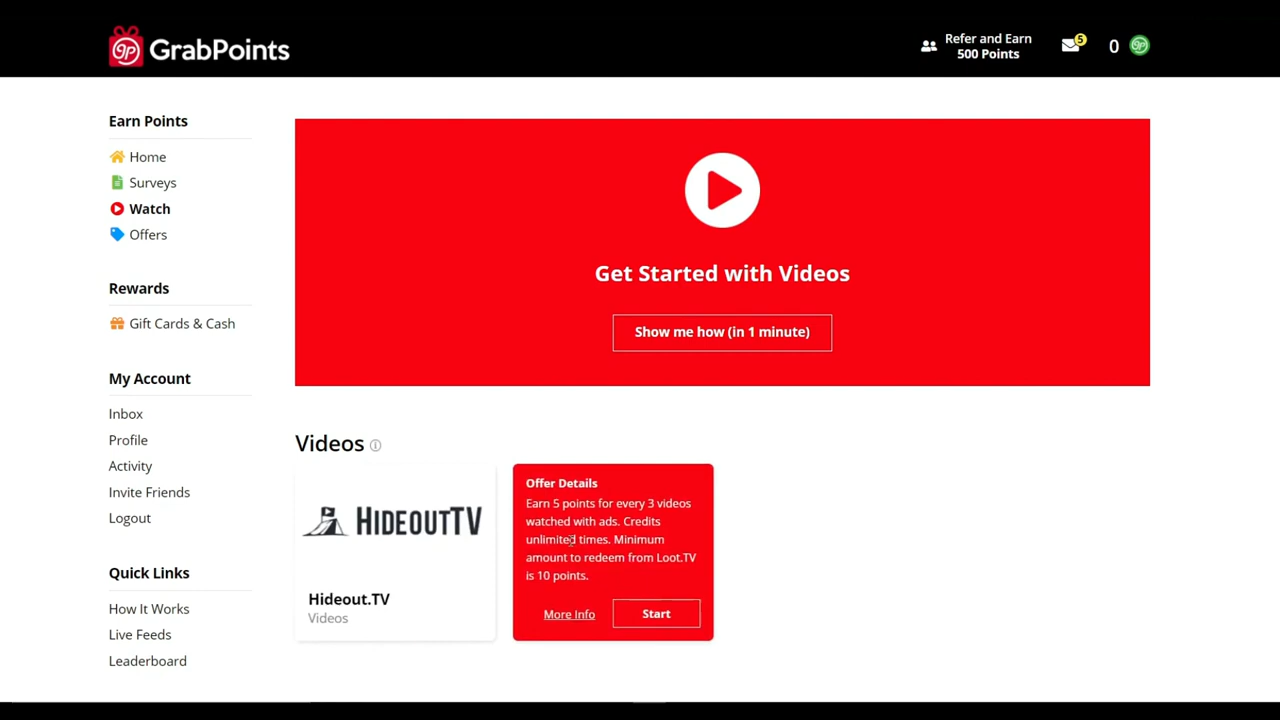 GrabPoints
Refer and Earn
500 Points
5
0
Earn Points
Home
Surveys
Watch
Offers
Rewards
Gift Cards & Cash
My Account
Inbox
Profile
Activity
Invite Friends
Logout
Quick Links
How It Works
Live Feeds
Leaderboard
Get Started with Videos
Show me how (in 1 minute)
Videos
HIDEOUTTV
Hideout.TV
Videos
Offer Details
Earn 5 points for every 3 videos
watched with ads. Credits
unlimited times. Minimum
amount to redeem from Loot.TV
is 10 points.
More Info
Start